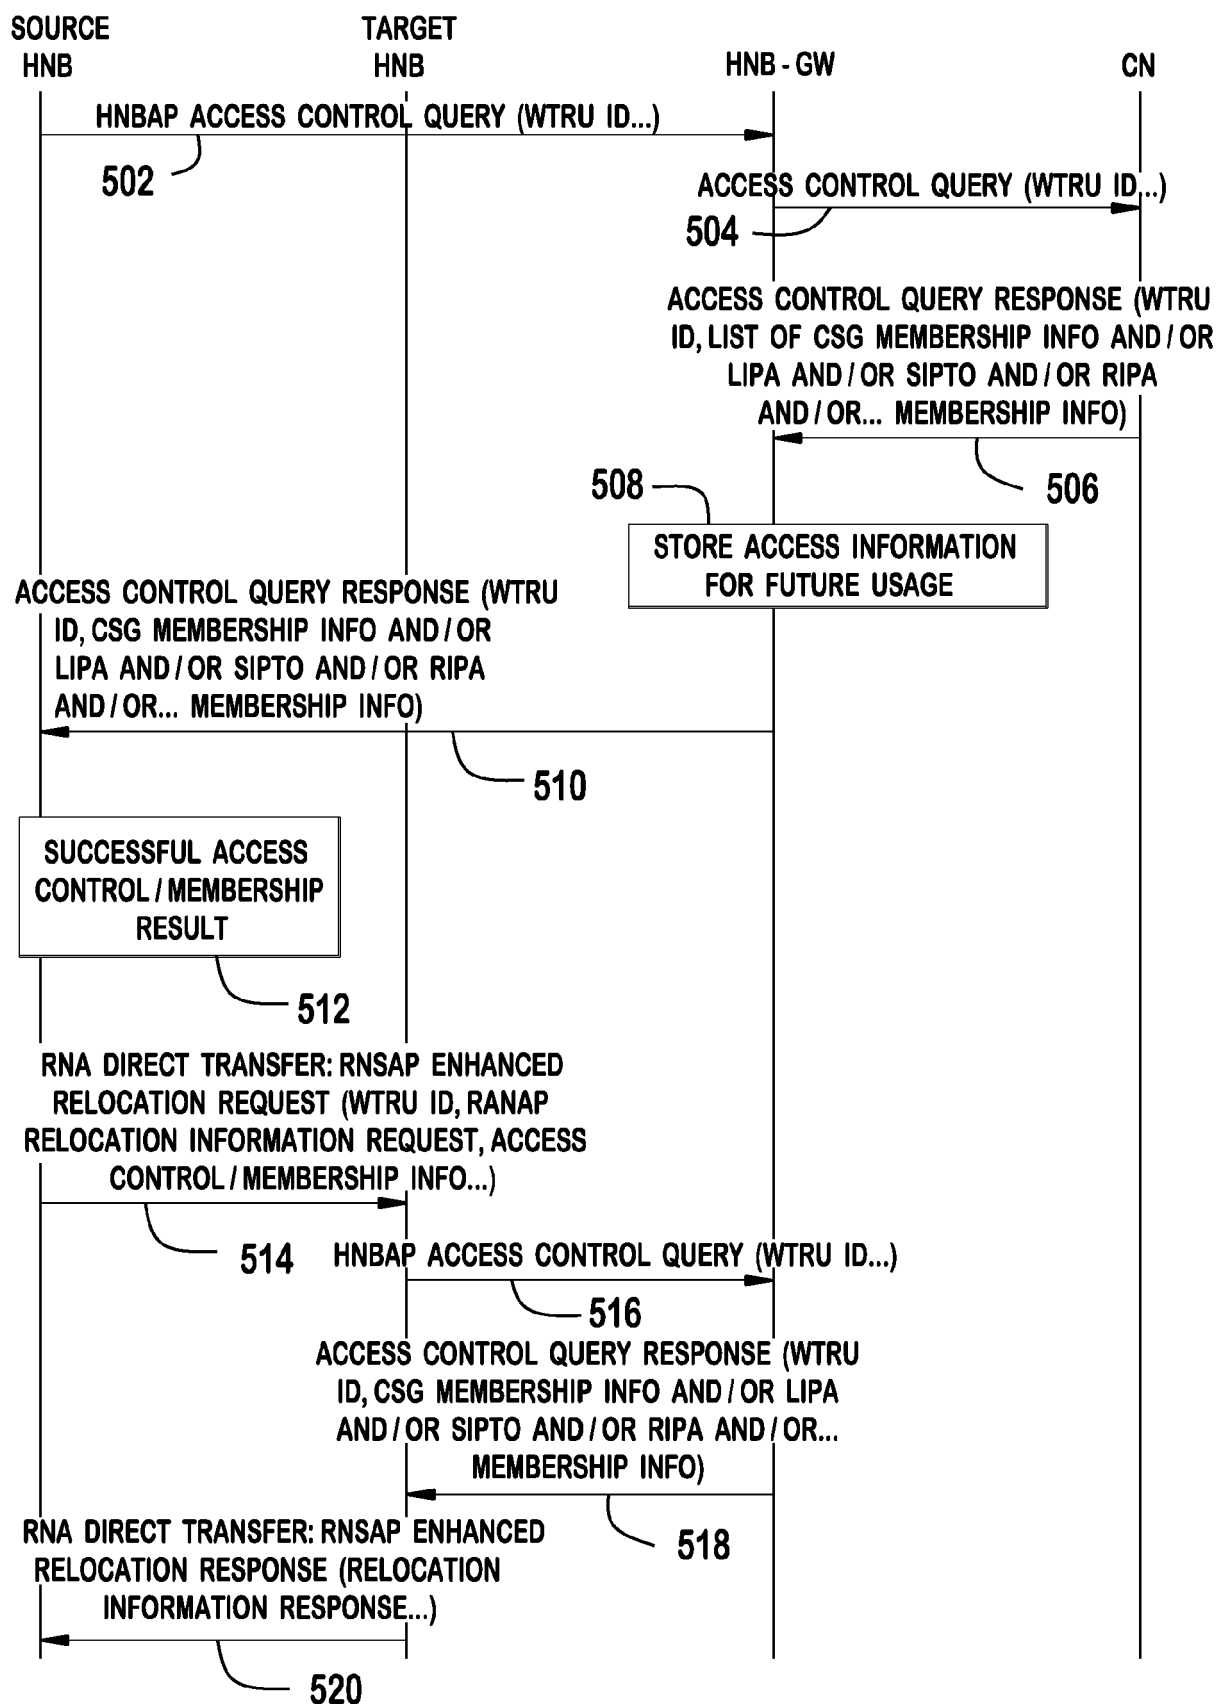 SOURCE
HNB
TARGET
HNB
HNB - GW
CN
HNBAP ACCESS CONTROL QUERY (WTRU ID...)
502
ACCESS CONTROL QUERY (WTRU ID...)
504
ACCESS CONTROL QUERY RESPONSE (WTRU
ID, LIST OF CSG MEMBERSHIP INFO AND / OR
LIPA AND / OR SIPTO AND / OR RIPA
AND / OR... MEMBERSHIP INFO)
506
508
STORE ACCESS INFORMATION
FOR FUTURE USAGE
ACCESS CONTROL QUERY RESPONSE (WTRU
ID, CSG MEMBERSHIP INFO AND / OR
LIPA AND / OR SIPTO AND / OR RIPA
AND / OR... MEMBERSHIP INFO)
510
SUCCESSFUL ACCESS
CONTROL / MEMBERSHIP
RESULT
512
RNA DIRECT TRANSFER: RNSAP ENHANCED
RELOCATION REQUEST (WTRU ID, RANAP
RELOCATION INFORMATION REQUEST, ACCESS
CONTROL / MEMBERSHIP INFO...)
514
HNBAP ACCESS CONTROL QUERY (WTRU ID...)
516
ACCESS CONTROL QUERY RESPONSE (WTRU
ID, CSG MEMBERSHIP INFO AND / OR LIPA
AND / OR SIPTO AND / OR RIPA AND / OR...
MEMBERSHIP INFO)
518
RNA DIRECT TRANSFER: RNSAP ENHANCED
RELOCATION RESPONSE (RELOCATION
INFORMATION RESPONSE...)
520